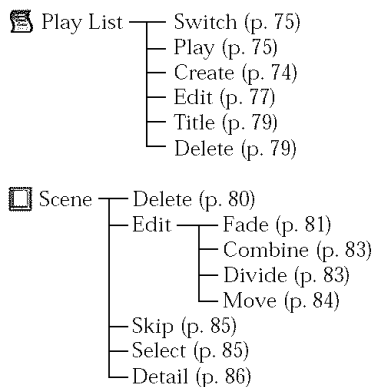 Play List Switch (p. 75)
Play (p. 75)
Create (p. 74)
Edit (p. 77)
Title (p. 79)
Delete (p. 79)
Scene Delete (p. 80)
Edit Fade (p. 81)
Combine (p. 83)
Divide (p. 83)
Move (p. 84)
Skip (p. 85)
Select (p. 85)
Detail (p. 86)